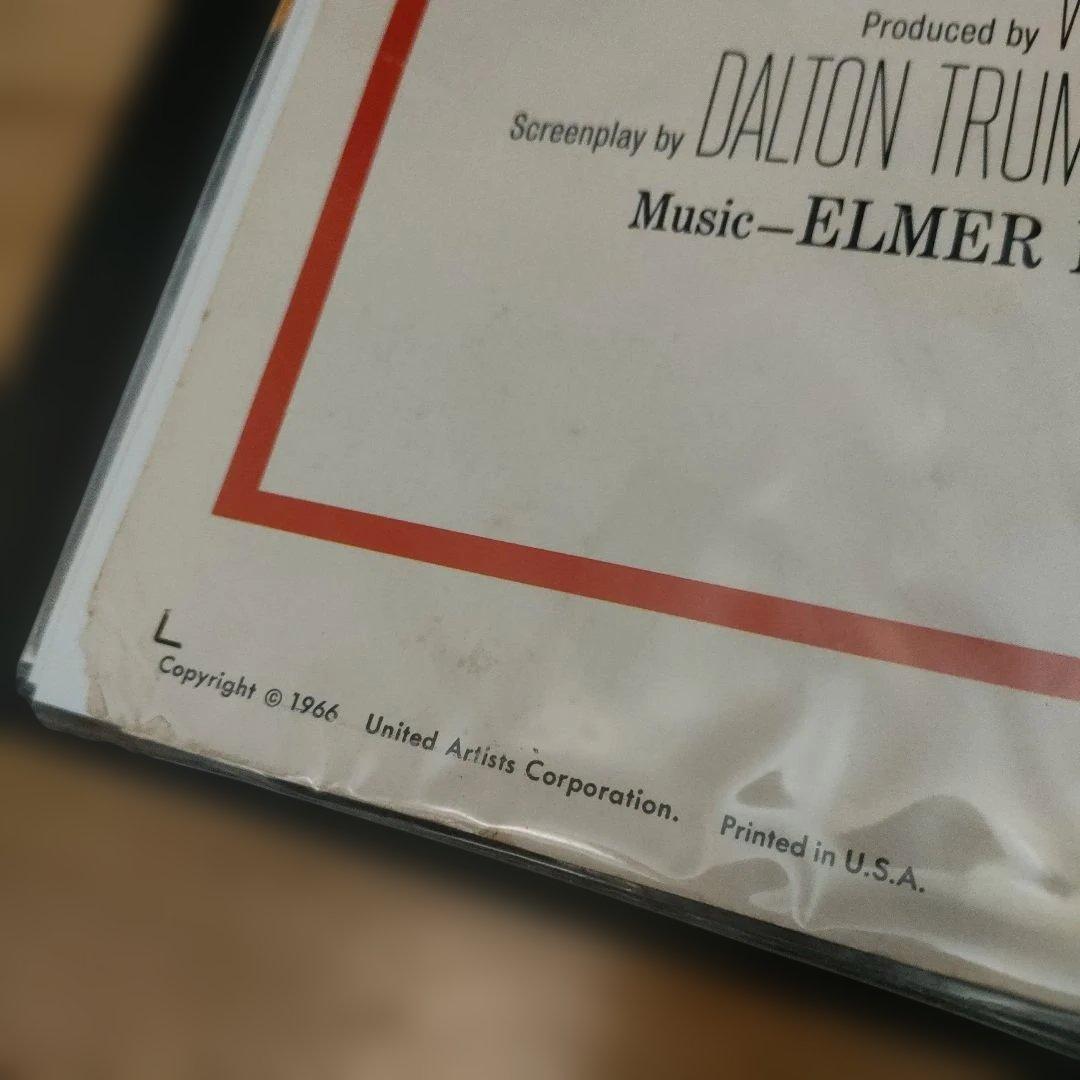 Produced by
Screenplay by DALTON TRUM
Music—ELMER
L
Copyright © 1966 United Artists Corporation. Printed in U.S.A.